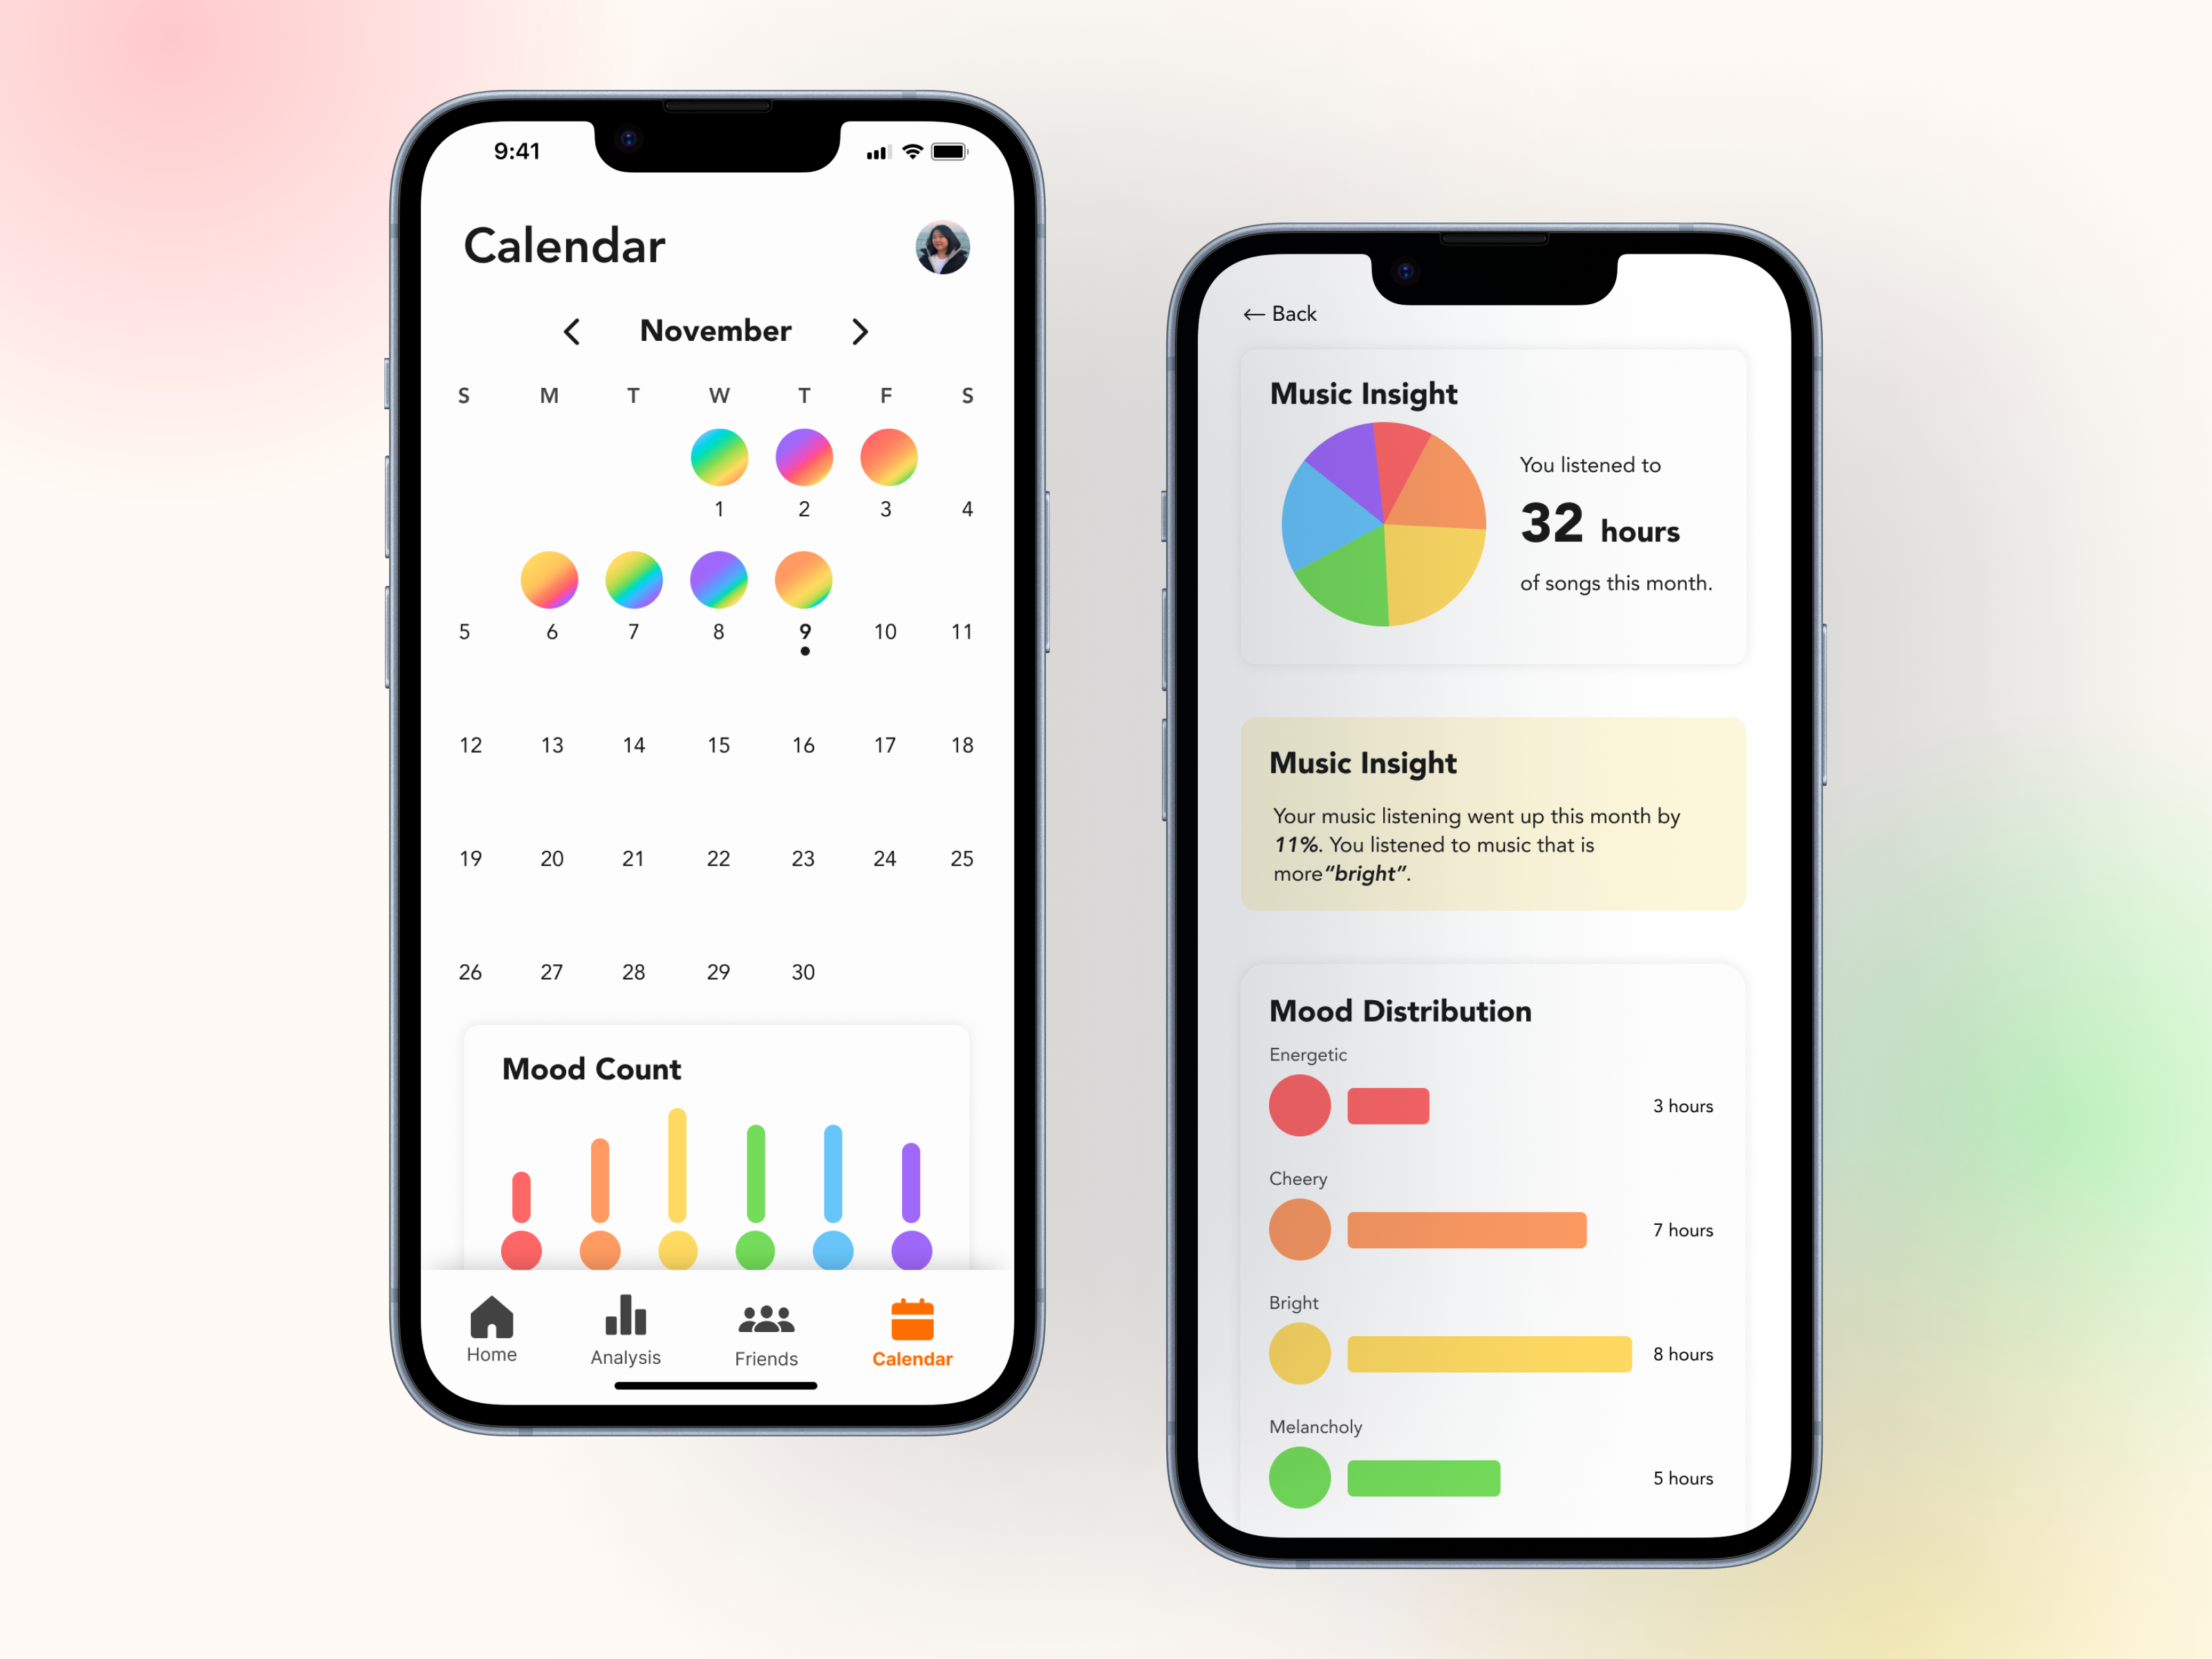 9:41
Calendar
November
S M T W T F S
1 2 3 4
5 6 7 8 9 10 11
12 13 14 15 16 17 18
19 20 21 22 23 24 25
26 27 28 29 30
Mood Count
Home Analysis Friends Calendar
← Back
Music Insight
You listened to
32 hours
of songs this month.
Music Insight
Your music listening went up this month by
11%. You listened to music that is
more“bright”.
Mood Distribution
Energetic
3 hours
Cheery
7 hours
Bright
8 hours
Melancholy
5 hours